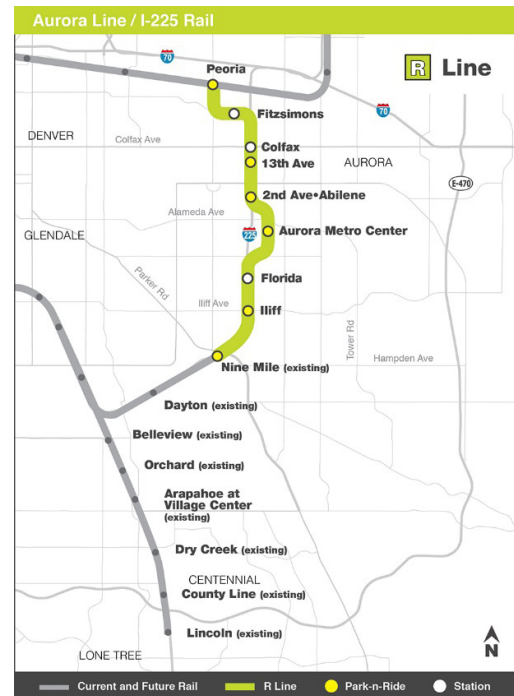 Aurora Line / I-225 Rail
70
Peoria
R Line
Fitzsimons
70
DENVER
Colfax Ave
Colfax
13th Ave
AURORA
E-470
2nd Ave•Abilene
Alameda Ave
GLENDALE
225
Aurora Metro Center
Parker Rd
Florida
Iliff Ave
Iliff
Tower Rd
Hampden Ave
Nine Mile (existing)
Dayton (existing)
Belleview (existing)
Orchard (existing)
Arapahoe at
Village Center
(existing)
Dry Creek (existing)
CENTENNIAL
County Line (existing)
Lincoln (existing)
LONE TREE
N
Current and Future Rail
R Line
Park-n-Ride
Station